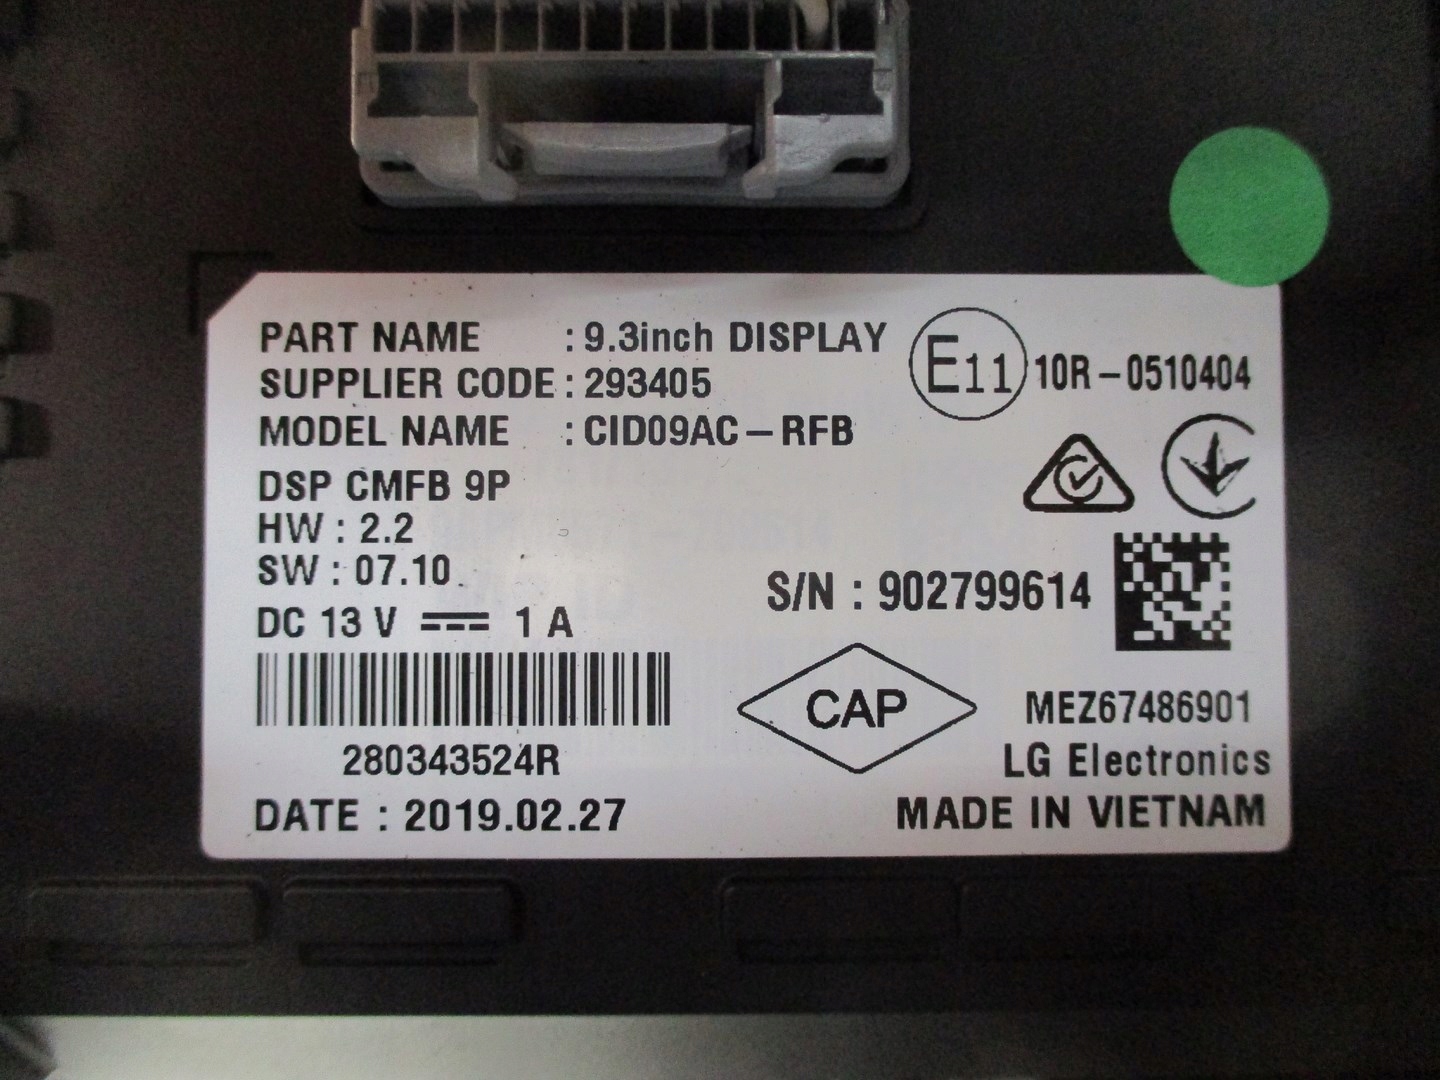 PART NAME : 9.3inch DISPLAY
SUPPLIER CODE : 293405
MODEL NAME : CID09AC-RFB
E11 10R-0510404
DSP CMFB 9P
HW : 2.2
SW : 07.10
DC 13 V 1 A
S/N : 902799614
280343524R
DATE : 2019.02.27
CAP
MEZ67486901
LG Electronics
MADE IN VIETNAM